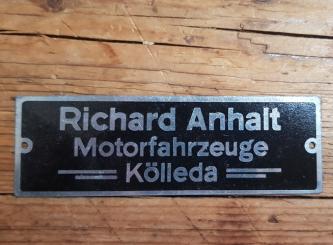 Richard Anhalt
Motorfahrzeuge
Kölleda